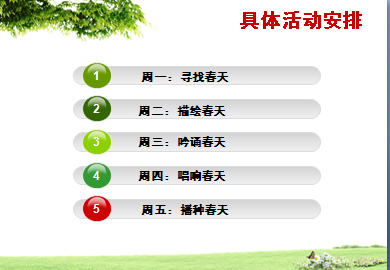 具体活动安排
1 周一：寻找春天
2 周二：描绘春天
3 周三：吟诵春天
4 周四：唱响春天
5 周五：播种春天